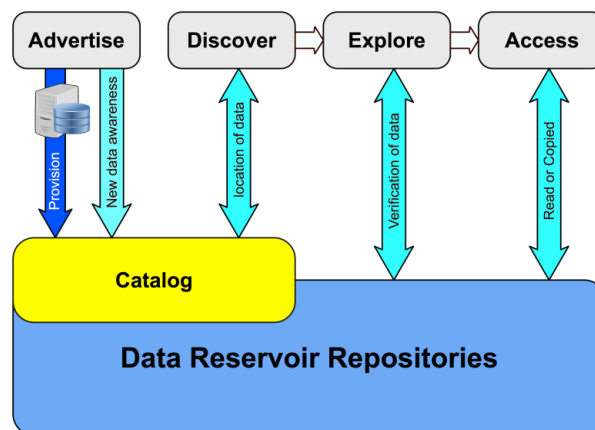 Advertise
Discover
Explore
Access
Provision
New data awareness
location of data
Verification of data
Read or Copied
Catalog
Data Reservoir Repositories